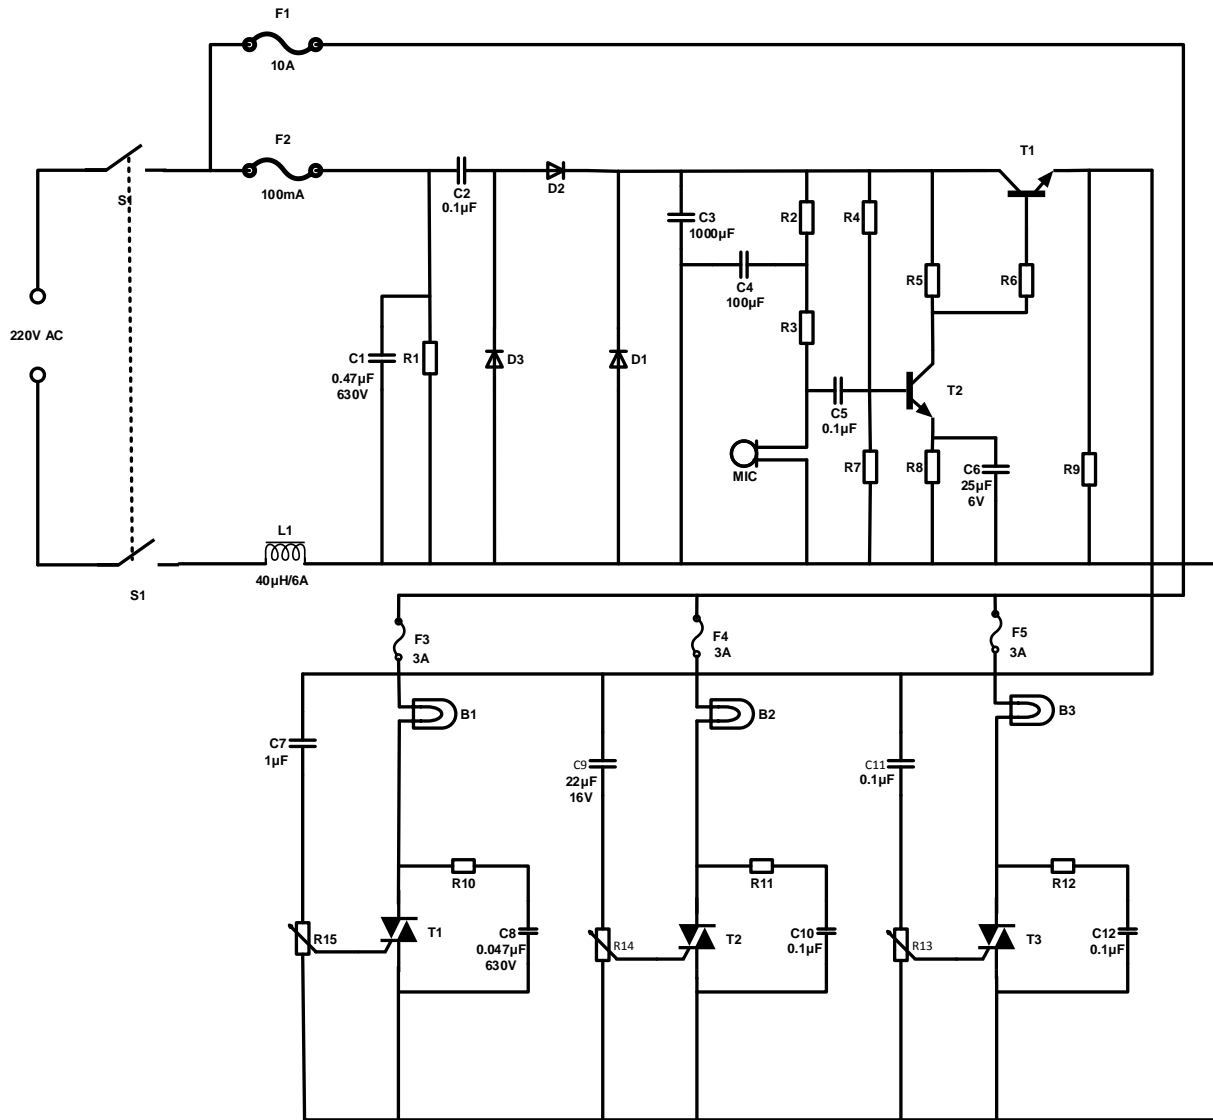 F1
10A
F2
100mA
T1
S1
C2
0.1µF
D2
C3
1000µF
R2
R4
C4
100µF
R5
R6
220V AC
R3
C1
0.47µF
630V
R1
D3
D1
C5
0.1µF
T2
MIC
R7
R8
C6
25µF
6V
R9
L1
40µH/6A
S1
F3
3A
F4
3A
F5
3A
B1
B2
B3
C7
1µF
C9
22µF
16V
C11
0.1µF
R10
R11
R12
R15
T1
C8
0.047µF
630V
R14
T2
C10
0.1µF
R13
T3
C12
0.1µF